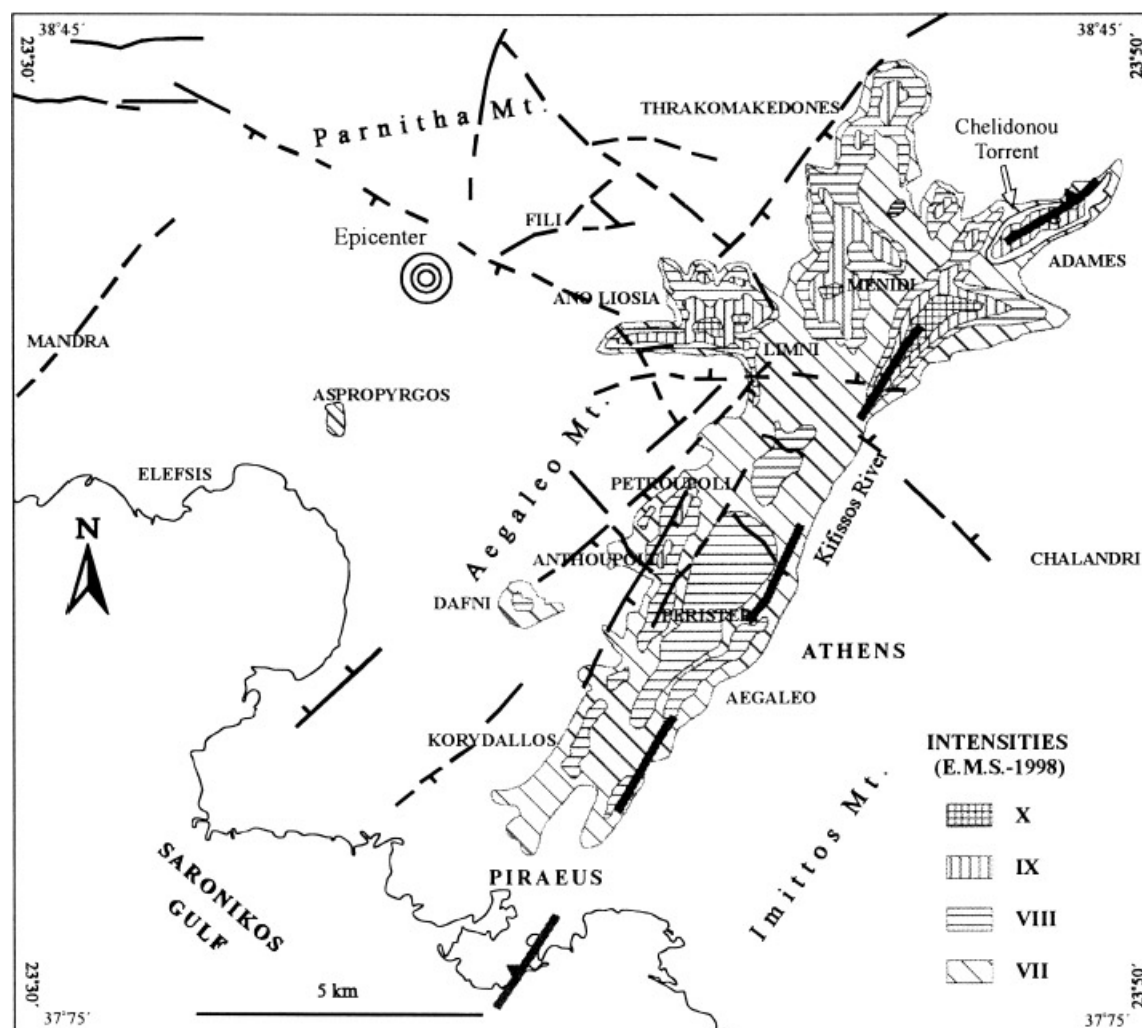 38°45′
38°45′
23°30′
23°50′
Parnitha Mt.
THRAKOMAKEDONES
Chelidonou
Torrent
FILI
Epicenter
ADAMES
MENIDI
ANO LIOSIA
MANDRA
LIMNI
ASPROPYRGOS
Aegaleo Mt.
ELEFSIS
PETROUPOLI
Kifissos River
N
ANTHOUPOLI
CHALANDRI
DAFNI
PERISTERI
ATHENS
AEGALEO
KORYDALLOS
INTENSITIES
(E.M.S.-1998)
X
IX
VIII
VII
Imittos Mt.
SARONIKOS
GULF
PIRAEUS
5 km
23°30′
23°50′
37°75′
37°75′